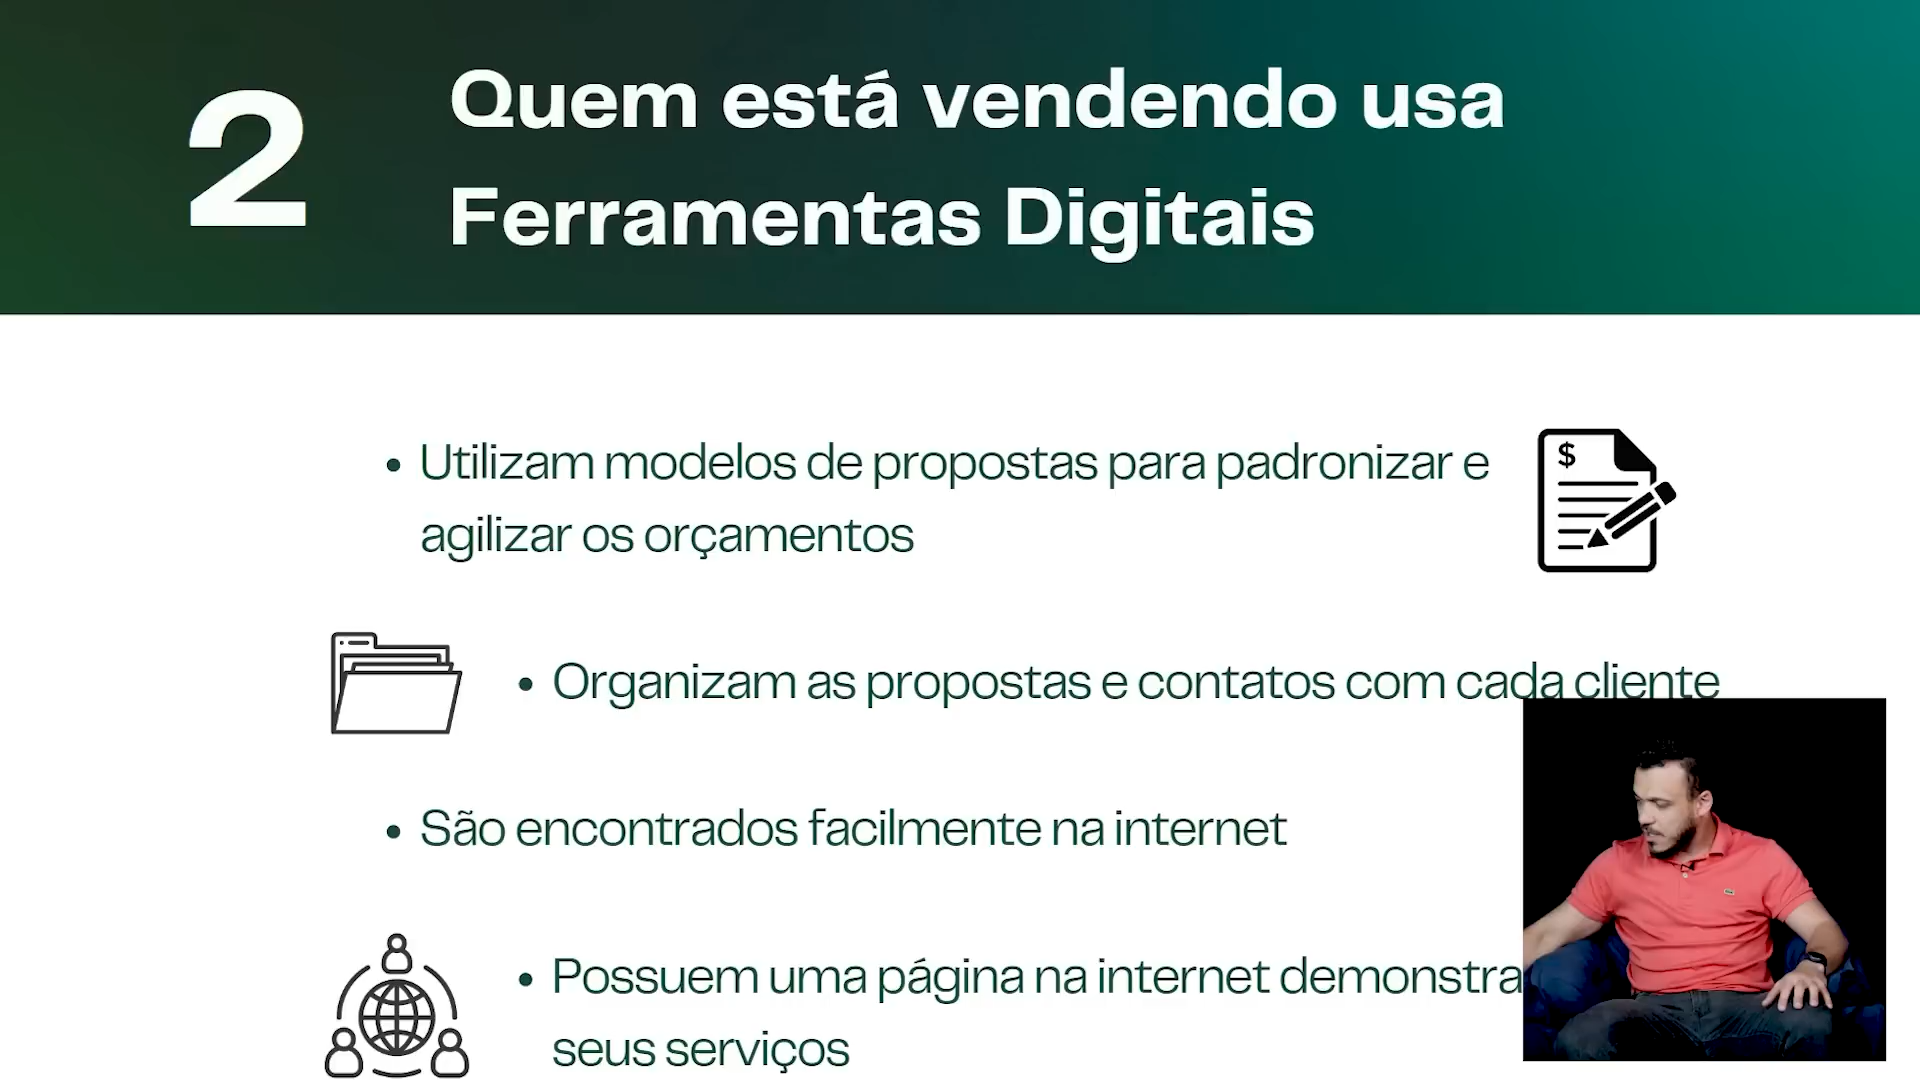 2
Quem está vendendo usa
Ferramentas Digitais
• Utilizam modelos de propostas para padronizar e
agilizar os orçamentos
$
• Organizam as propostas e contatos com cada cliente
• São encontrados facilmente na internet
• Possuem uma página na internet demonstra
seus serviços